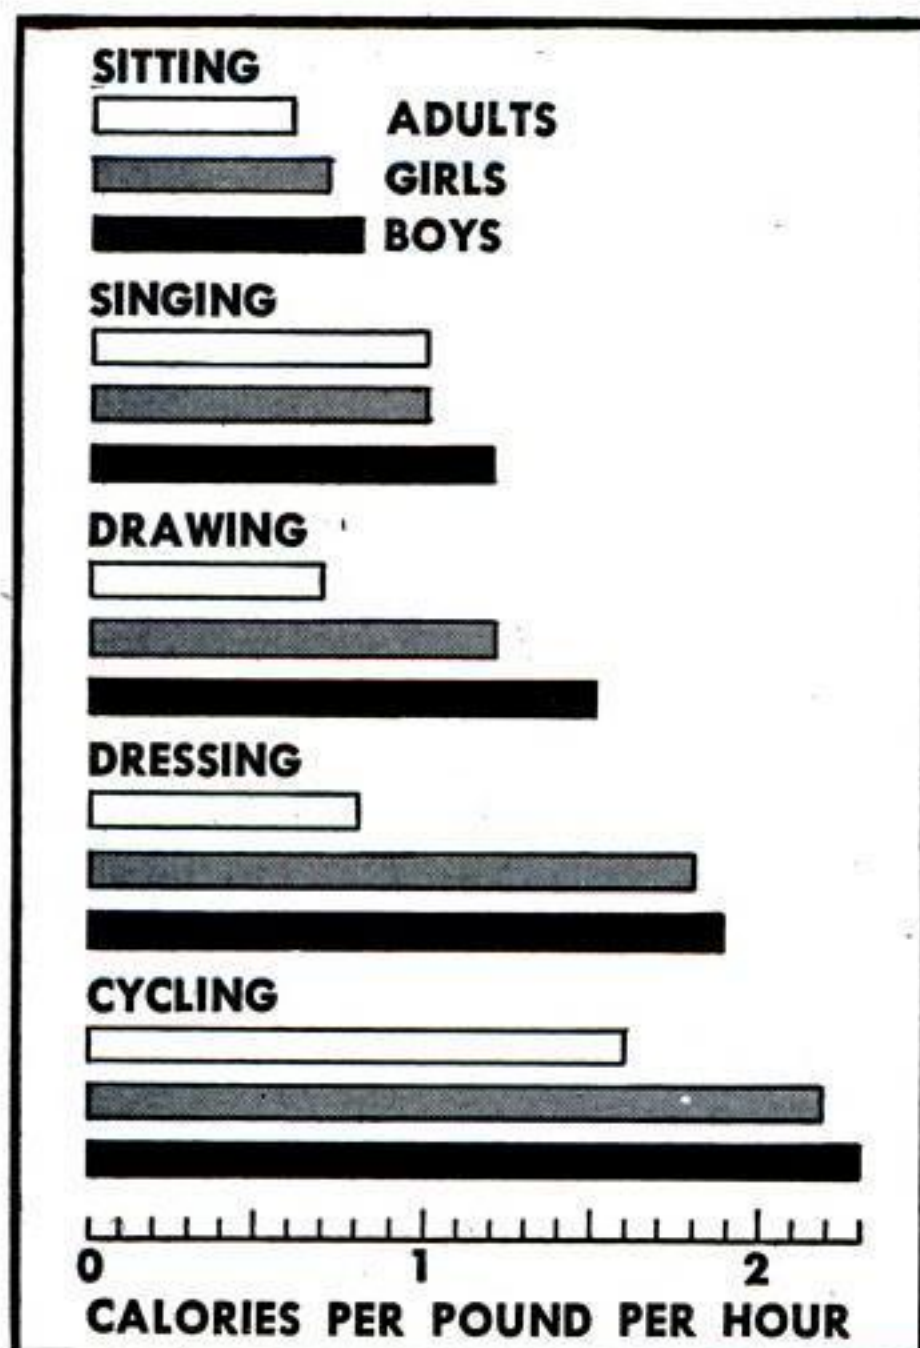 SITTING
ADULTS
GIRLS
BOYS
SINGING
DRAWING
DRESSING
CYCLING
0 1 2
CALORIES PER POUND PER HOUR